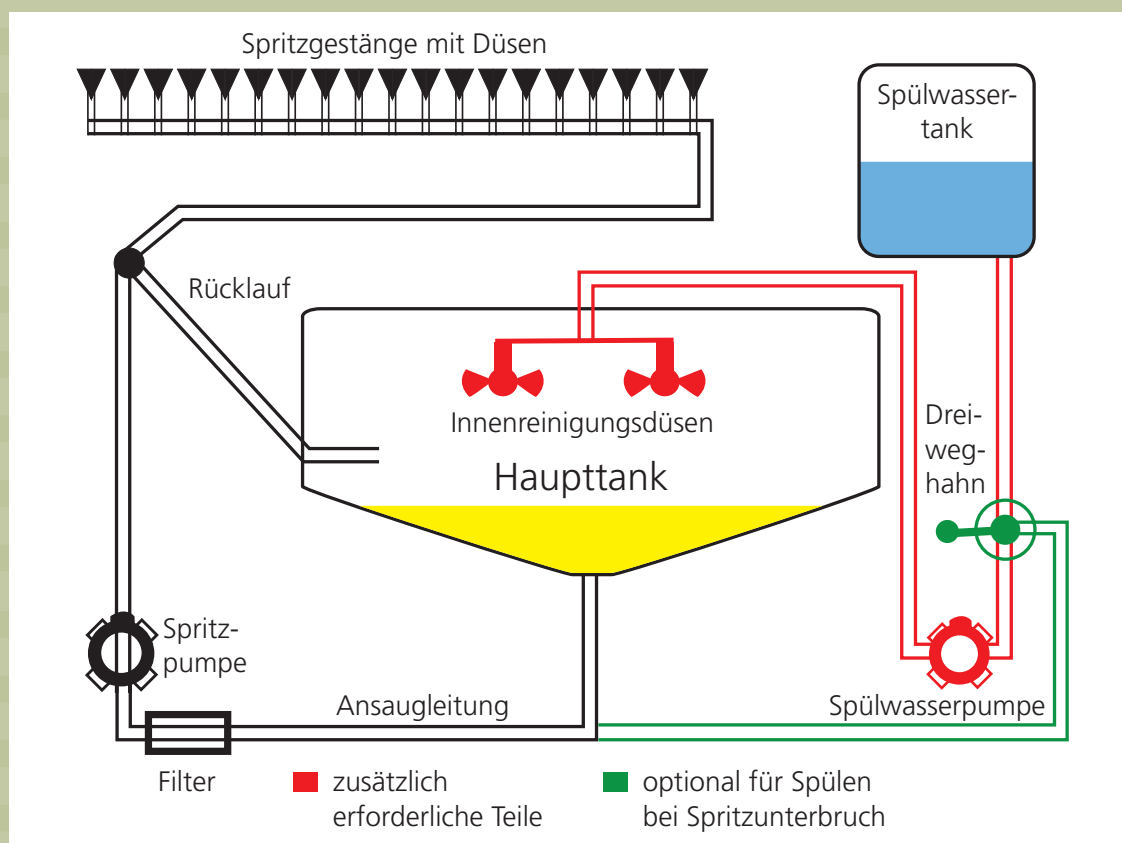 Spritzgestänge mit Düsen
Spülwasser-
tank
Rücklauf
Innenreinigungsdüsen
Haupttank
Drei-
weg-
hahn
Spritz-
pumpe
Ansaugleitung
Spülwasserpumpe
Filter
zusätzlich
erforderliche Teile
optional für Spülen
bei Spritzunterbruch